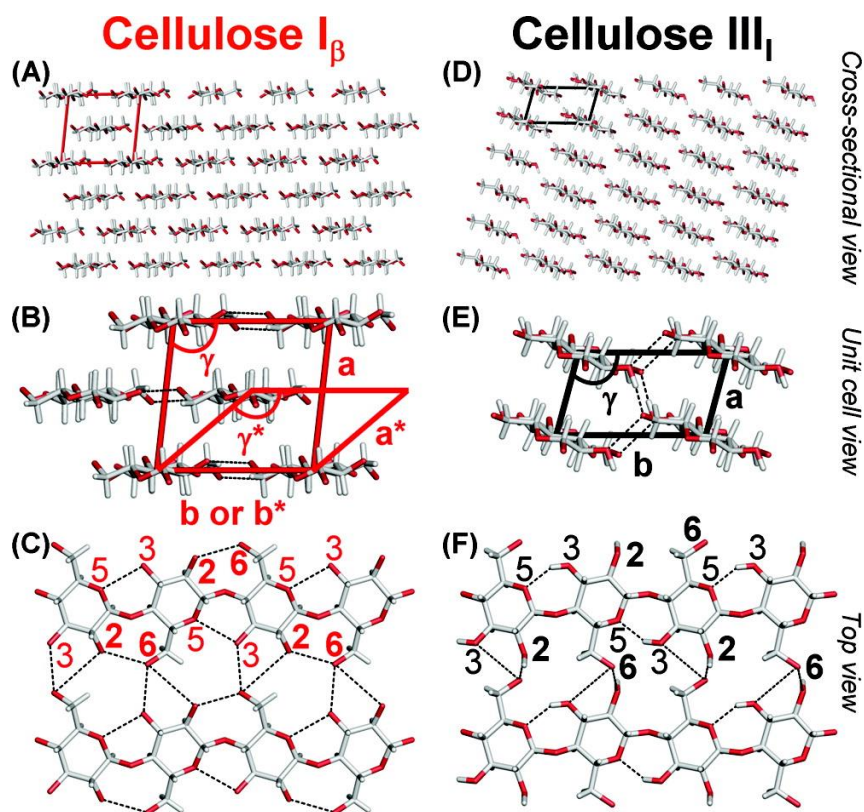 Cellulose Iβ
Cellulose IIII
(A)
(D)
Cross-sectional view
(B)
γ
a
γ*
a*
b or b*
(E)
γ
a
b
Unit cell view
(C)
3
2
6
5
3
5
3
2
6
5
3
2
6
(F)
5
3
2
6
5
3
3
2
5
6
3
2
6
Top view